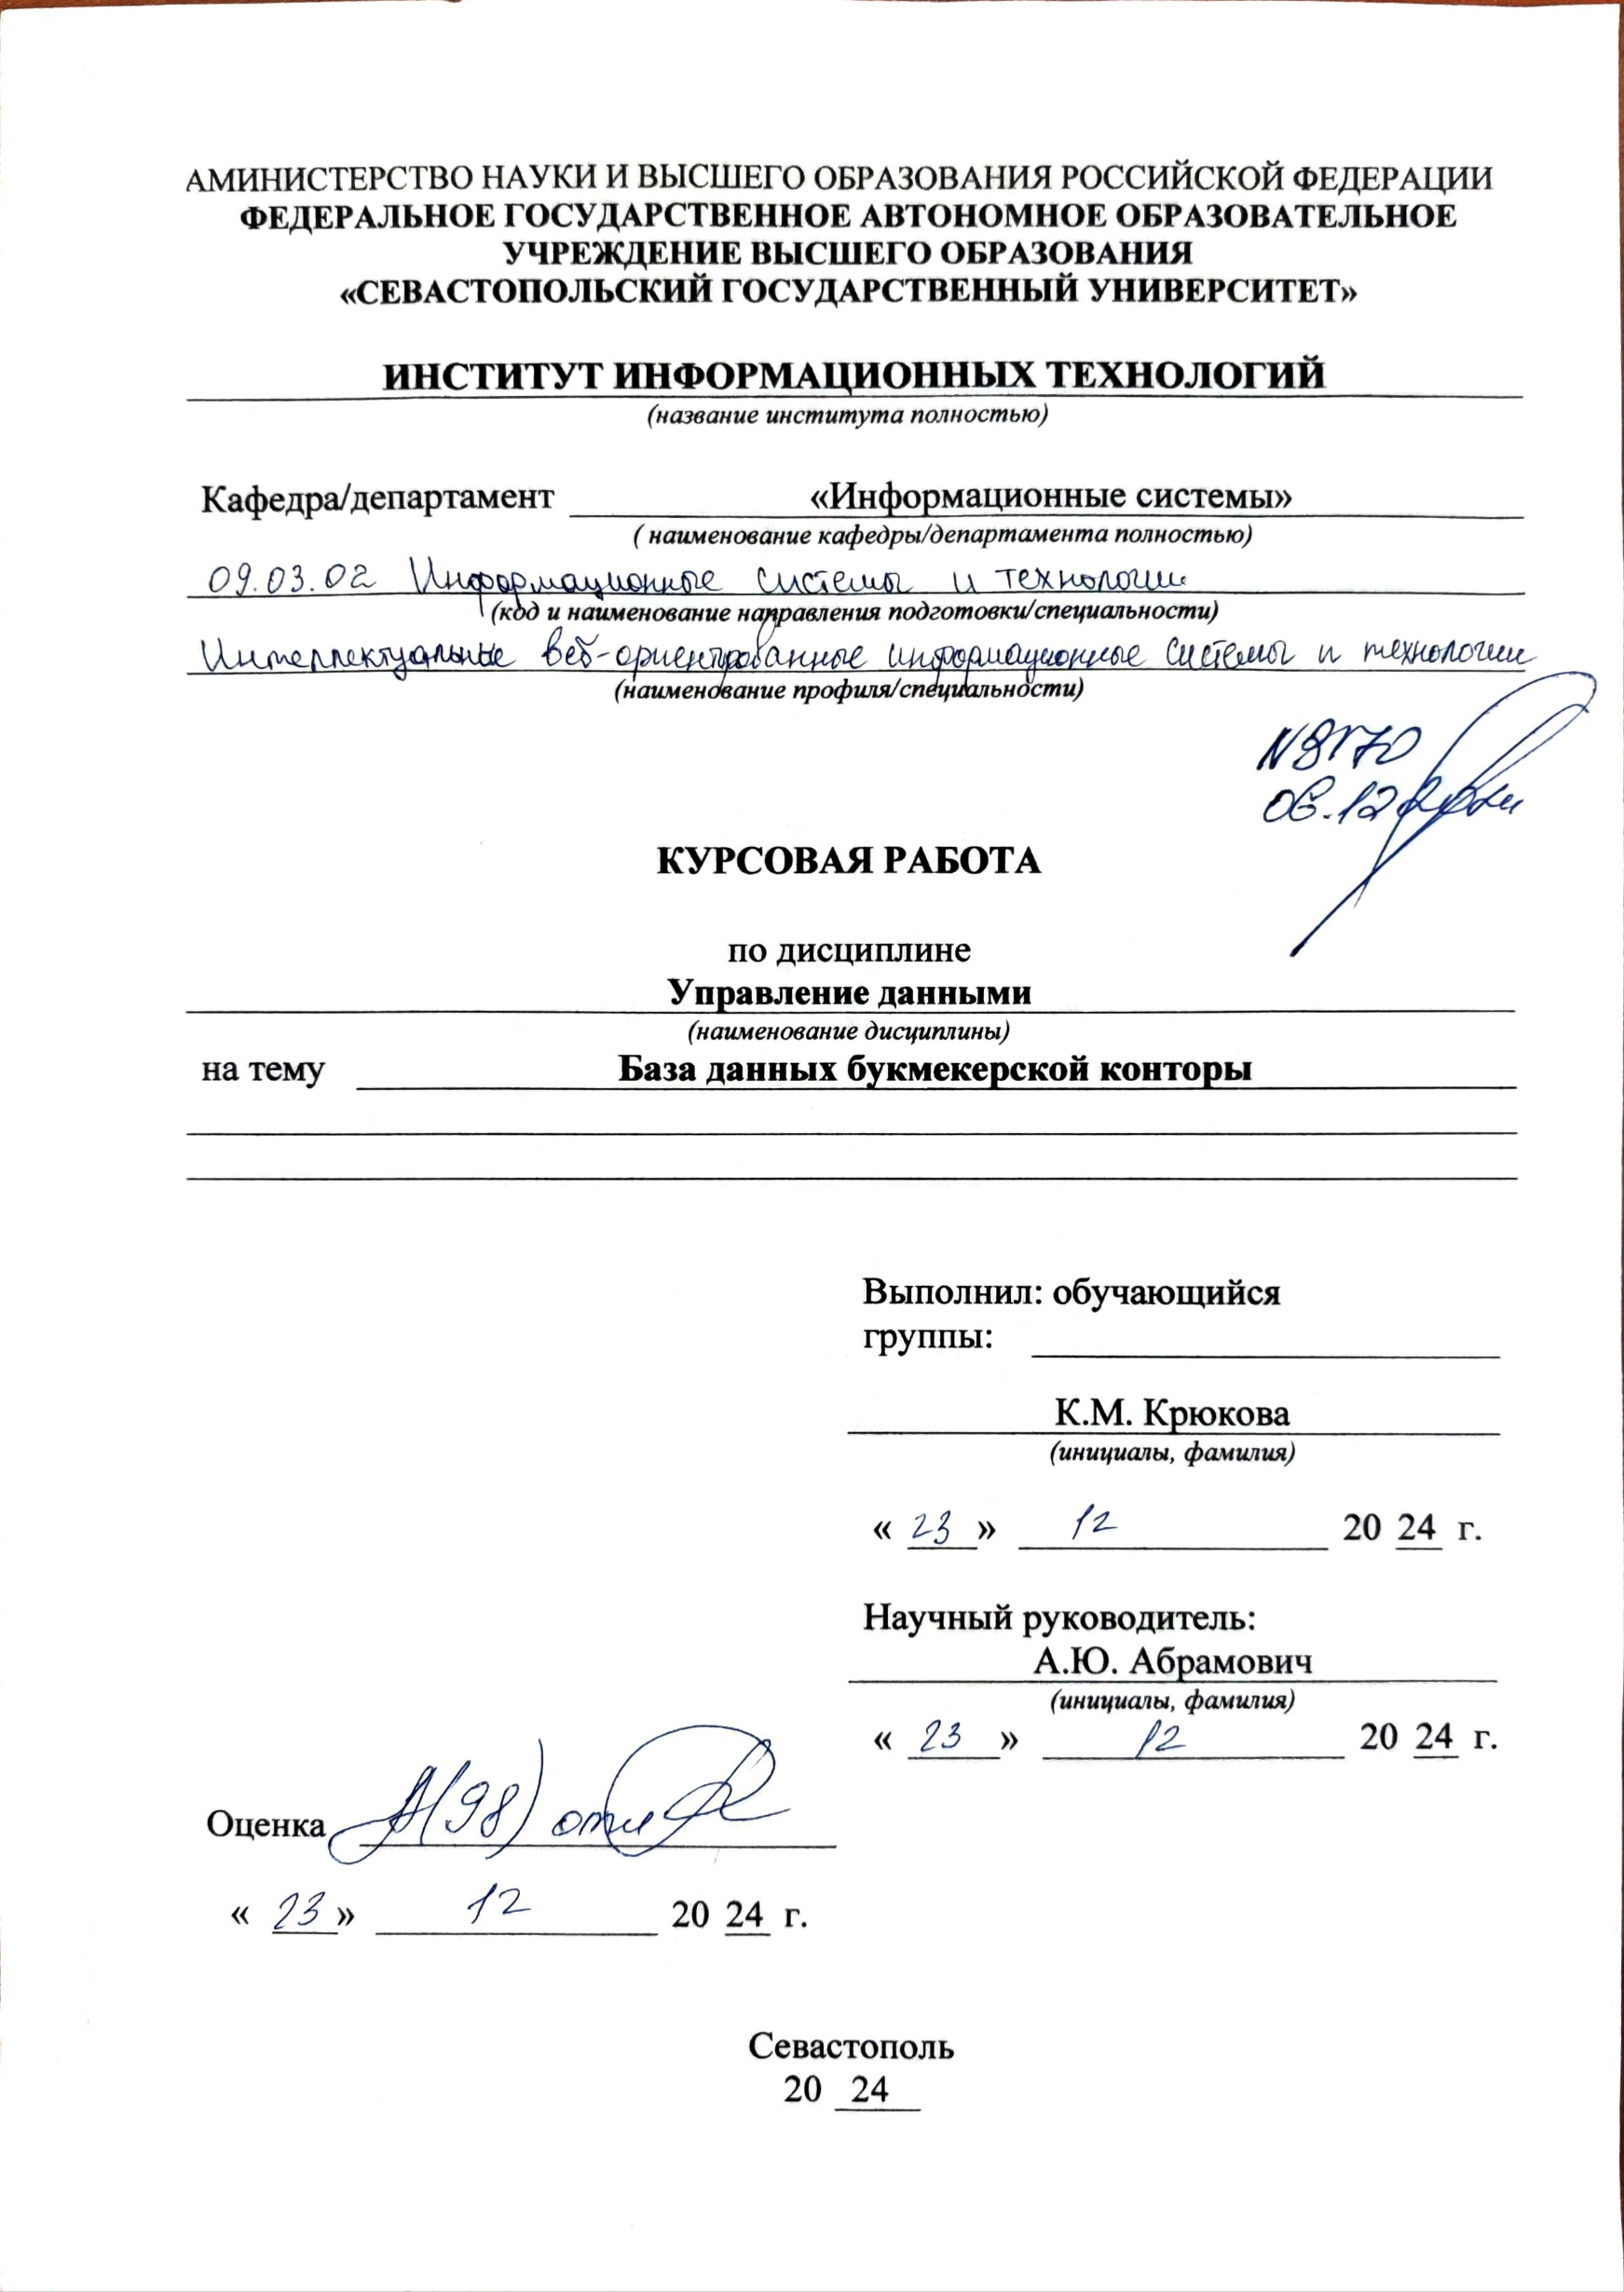 АМИНИСТЕРСТВО НАУКИ И ВЫСШЕГО ОБРАЗОВАНИЯ РОССИЙСКОЙ ФЕДЕРАЦИИ
ФЕДЕРАЛЬНОЕ ГОСУДАРСТВЕННОЕ АВТОНОМНОЕ ОБРАЗОВАТЕЛЬНОЕ
УЧРЕЖДЕНИЕ ВЫСШЕГО ОБРАЗОВАНИЯ
«СЕВАСТОПОЛЬСКИЙ ГОСУДАРСТВЕННЫЙ УНИВЕРСИТЕТ»
ИНСТИТУТ ИНФОРМАЦИОННЫХ ТЕХНОЛОГИЙ
(название института полностью)
Кафедра/департамент «Информационные системы»
( наименование кафедры/департамента полностью)
09.03.02 Информационные системы и технологии
(код и наименование направления подготовки/специальности)
Интеллектуальные веб-ориентированные информационные системы и технологии
(наименование профиля/специальности)
06.12
КУРСОВАЯ РАБОТА
по дисциплине
Управление данными
(наименование дисциплины)
на тему База данных букмекерской конторы
Выполнил: обучающийся
группы:
К.М. Крюкова
(инициалы, фамилия)
« 23 » 12 20 24 г.
Научный руководитель:
А.Ю. Абрамович
(инициалы, фамилия)
« 23 » 12 20 24 г.
Оценка А(98) отл
« 23 » 12 20 24 г.
Севастополь
20 24